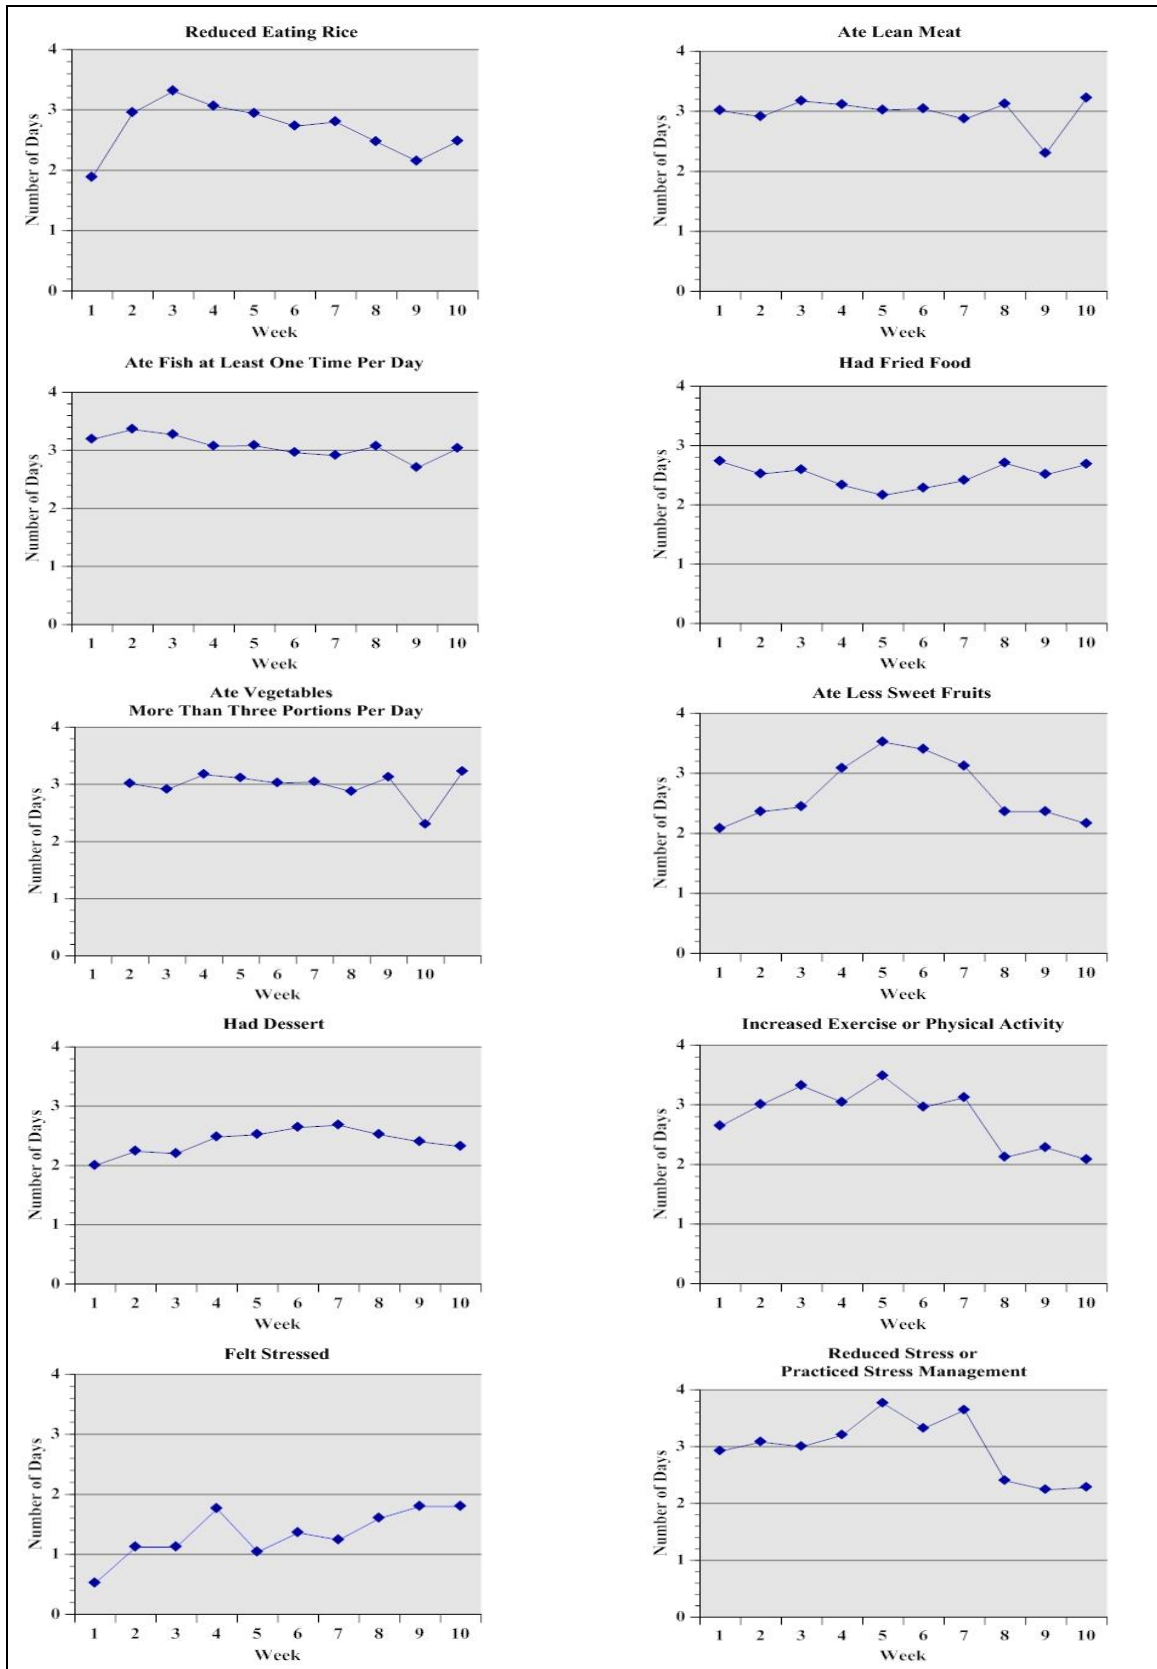 Reduced Eating Rice
4
3
2
1
0
Number of Days
1 2 3 4 5 6 7 8 9 10
Week
Ate Lean Meat
4
3
2
1
0
Number of Days
1 2 3 4 5 6 7 8 9 10
Week
Ate Fish at Least One Time Per Day
4
3
2
1
0
Number of Days
1 2 3 4 5 6 7 8 9 10
Week
Had Fried Food
4
3
2
1
0
Number of Days
1 2 3 4 5 6 7 8 9 10
Week
Ate Vegetables
More Than Three Portions Per Day
4
3
2
1
0
Number of Days
1 2 3 4 5 6 7 8 9 10
Week
Ate Less Sweet Fruits
4
3
2
1
0
Number of Days
1 2 3 4 5 6 7 8 9 10
Week
Had Dessert
4
3
2
1
0
Number of Days
1 2 3 4 5 6 7 8 9 10
Week
Increased Exercise or Physical Activity
4
3
2
1
0
Number of Days
1 2 3 4 5 6 7 8 9 10
Week
Felt Stressed
4
3
2
1
0
Number of Days
1 2 3 4 5 6 7 8 9 10
Week
Reduced Stress or
Practiced Stress Management
4
3
2
1
0
Number of Days
1 2 3 4 5 6 7 8 9 10
Week